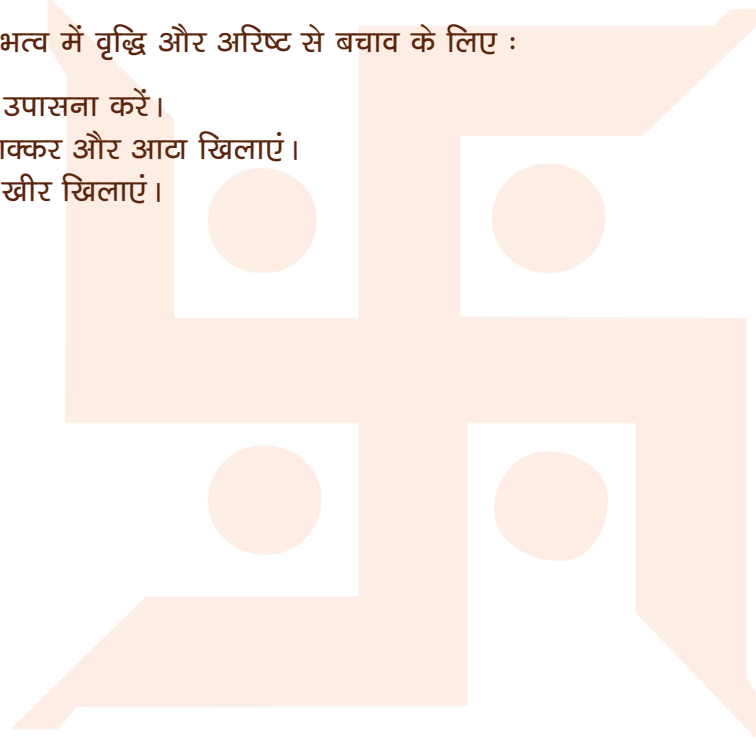 भत्व में वृद्धि और अरिष्ट से बचाव के लिए :
उपासना करें।
क्कर और आटा खिलाएं।
खीर खिलाएं।